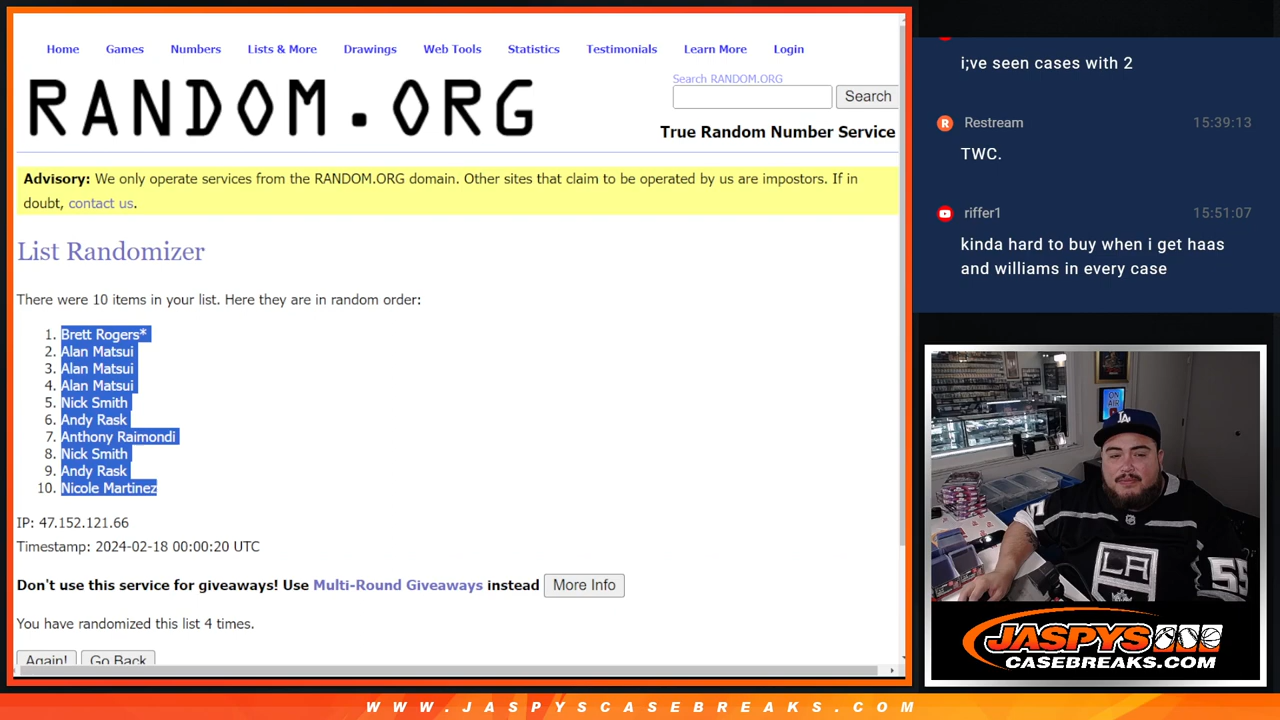 Home Games Numbers Lists & More Drawings Web Tools Statistics Testimonials Learn More Login
RANDOM.ORG
Search RANDOM.ORG
Search
True Random Number Service
Advisory: We only operate services from the RANDOM.ORG domain. Other sites that claim to be operated by us are impostors. If in
doubt, contact us.
List Randomizer
There were 10 items in your list. Here they are in random order:
1. Brett Rogers*
2. Alan Matsui
3. Alan Matsui
4. Alan Matsui
5. Nick Smith
6. Andy Rask
7. Anthony Raimondi
8. Nick Smith
9. Andy Rask
10. Nicole Martinez
IP: 47.152.121.66
Timestamp: 2024-02-18 00:00:20 UTC
Don't use this service for giveaways! Use Multi-Round Giveaways instead More Info
You have randomized this list 4 times.
Again! Go Back
i;ve seen cases with 2
Restream 15:39:13
TWC.
riffer1 15:51:07
kinda hard to buy when i get haas
and williams in every case
ON
AIR
LA
LA
55
JASPYS
CASEBREAKS.COM
WWW.JASPYSCASEBREAKS.COM